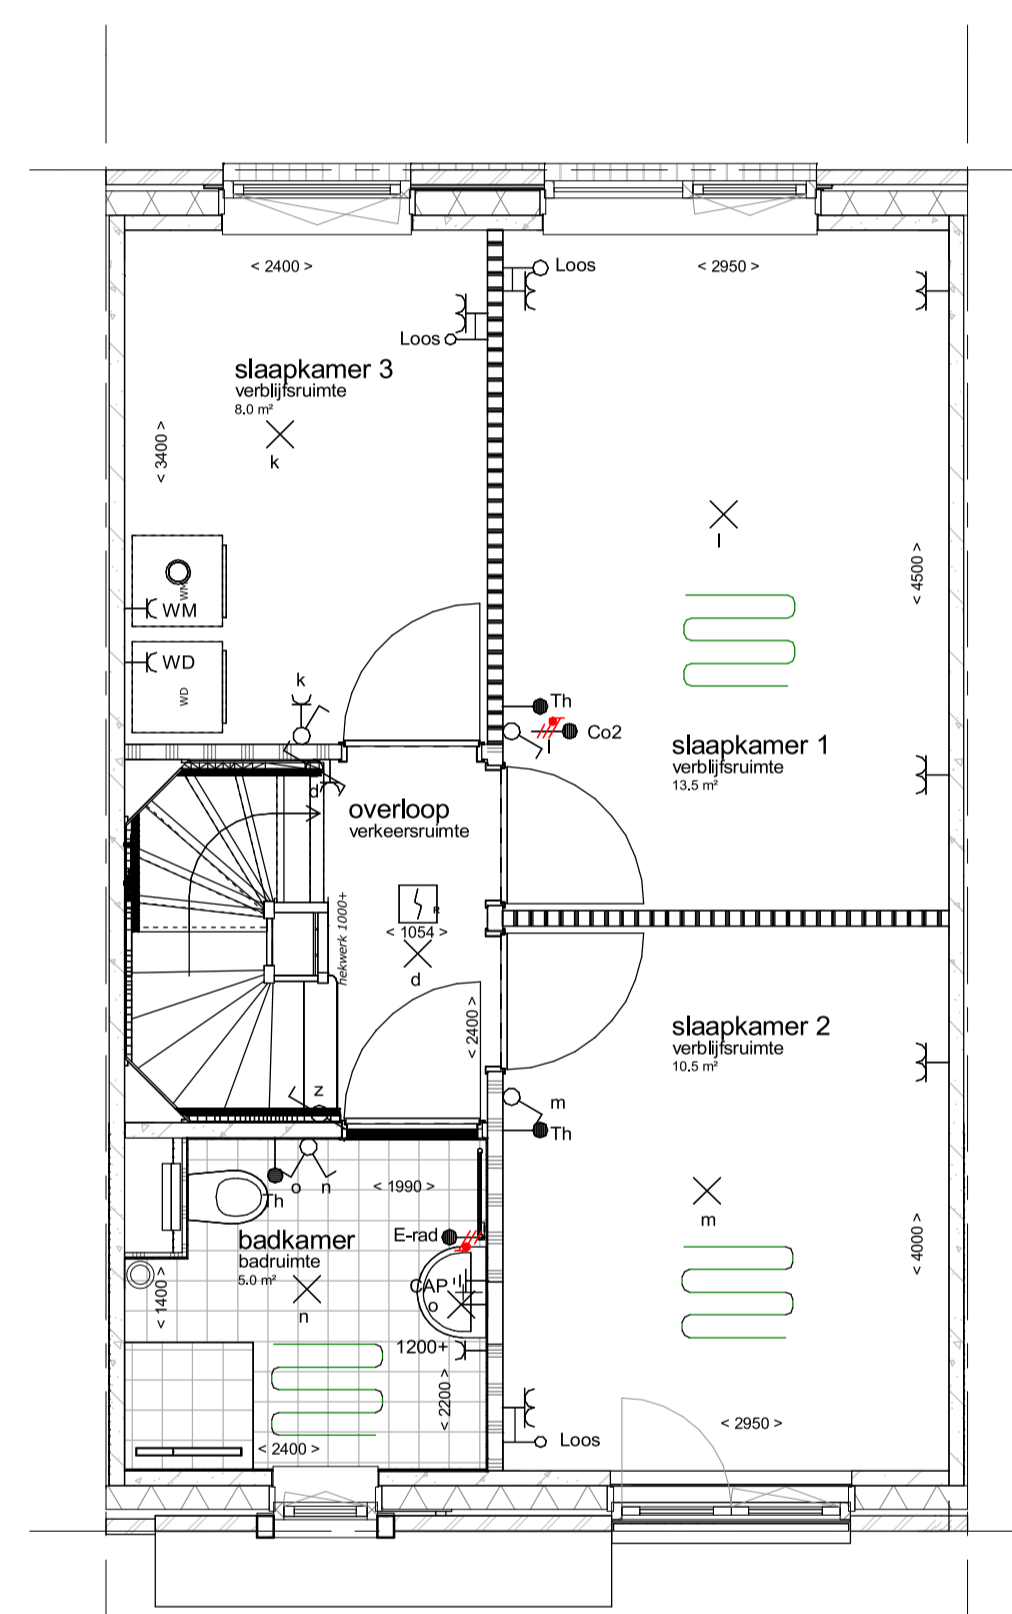 < 2400 >
Loos
< 2950 >
Loos
slaapkamer 3
verblijfsruimte
8.0 m²
< 3400 >
k
l
< 4500 >
WM
WM
WD
WD
k
Th
Co2
l
slaapkamer 1
verblijfsruimte
13.5 m²
d
overloop
verkeersruimte
R
< 1054 >
hekwerk 1000+
d
< 2400 >
slaapkamer 2
verblijfsruimte
10.5 m²
z
m
Th
Th
o
n
< 1990 >
m
E-rad
badkamer
badruimte
5.0 m²
< 4000 >
CAP
o
< 1400 >
n
1200+
< 2200 >
< 2950 >
Loos
< 2400 >